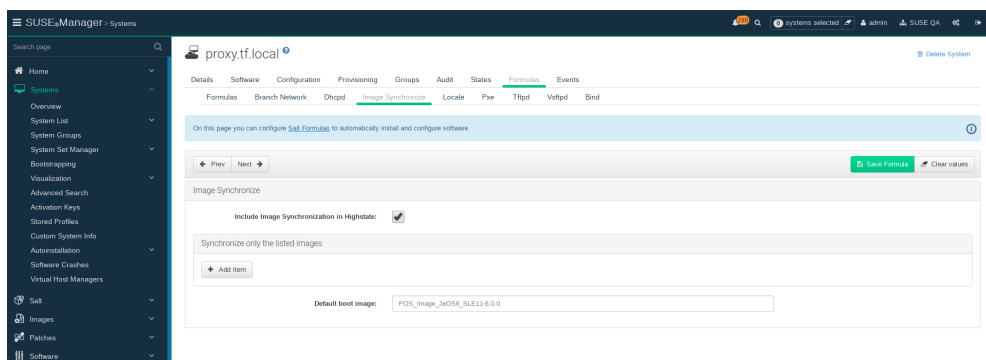 SUSE Manager > Systems
0 systems selected
admin
SUSE QA
Search page
Home
Systems
Overview
System List
System Groups
System Set Manager
Bootstrapping
Visualization
Advanced Search
Activation Keys
Stored Profiles
Custom System Info
Autoinstallation
Software Crashes
Virtual Host Managers
Salt
Images
Patches
Software
proxy.tf.local ?
Delete System
Details Software Configuration Provisioning Groups Audit States Formulas Events
Formulas Branch Network Dhcpd Image Synchronize Locale Pxe Tftpd Vsftpd Bind
On this page you can configure Salt Formulas to automatically install and configure software.
Prev Next
Save Formula Clear values
Image Synchronize
Include Image Synchronization in Highstate:
Synchronize only the listed images
+ Add Item
Default boot image: POS_Image_JeOS6_SLE11-6.0.0